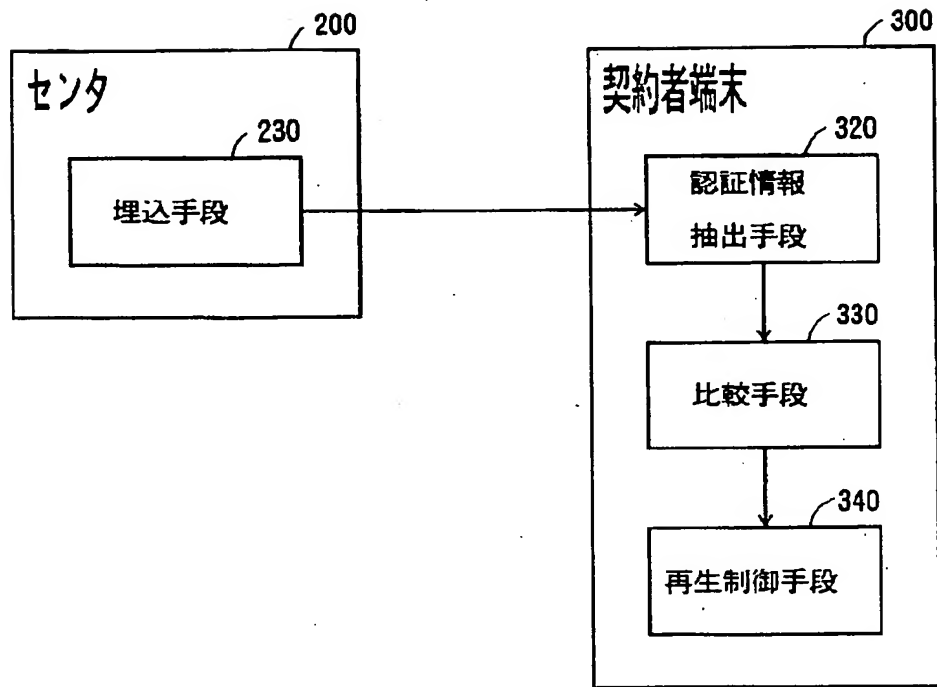 200
センタ
230
埋込手段
300
契約者端末
320
認証情報
抽出手段
330
比較手段
340
再生制御手段